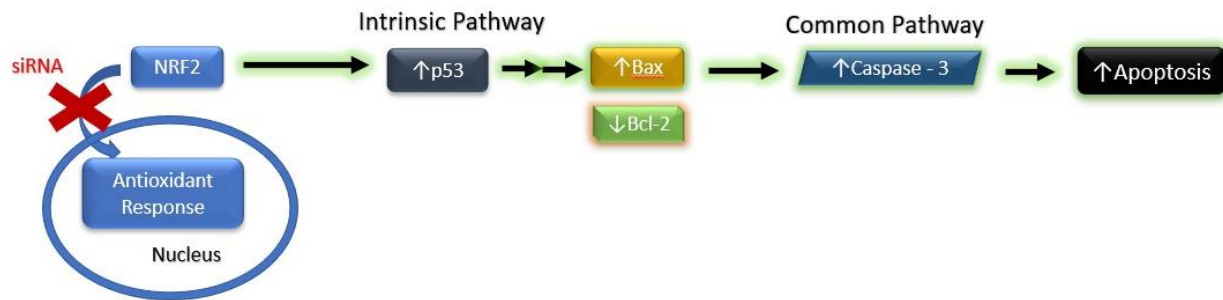 Intrinsic Pathway
Common Pathway
siRNA
NRF2
↑p53
↑Bax
↑Caspase - 3
↑Apoptosis
↓Bcl-2
Antioxidant
Response
Nucleus